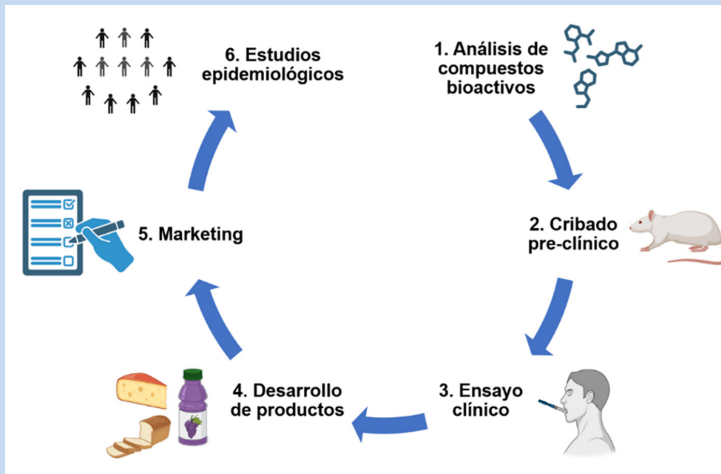 1. Análisis de
compuestos
bioactivos
2. Cribado
pre-clínico
3. Ensayo
clínico
4. Desarrollo
de productos
5. Marketing
6. Estudios
epidemiológicos